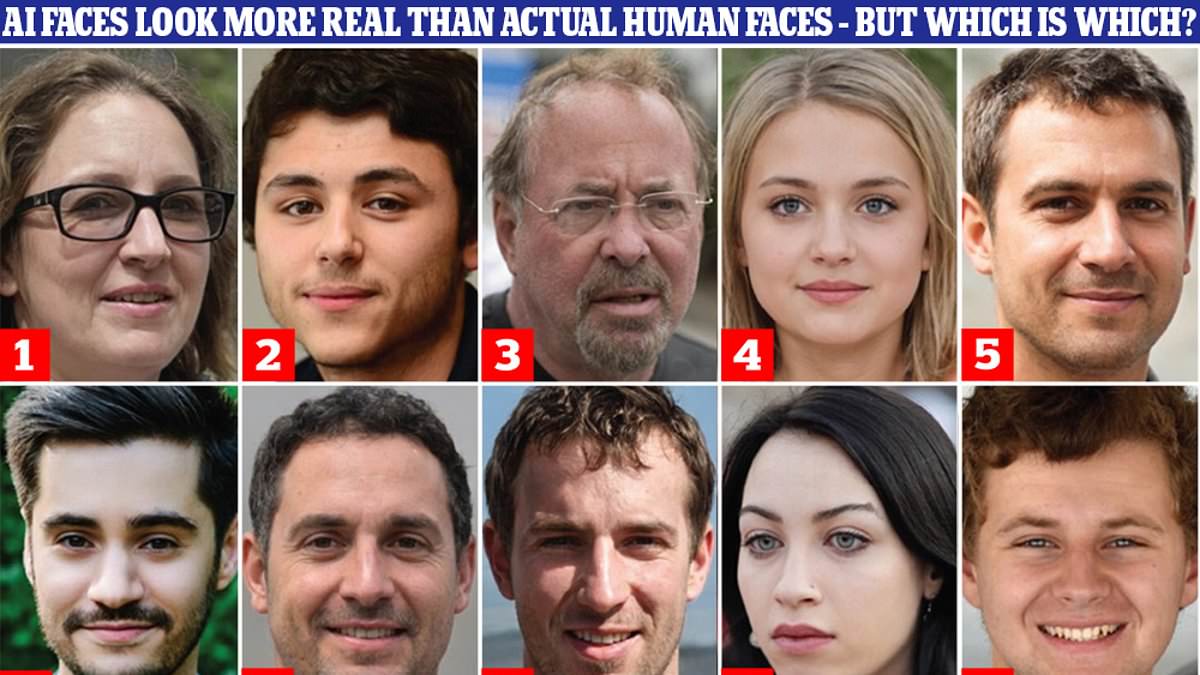 AI FACES LOOK MORE REAL THAN ACTUAL HUMAN FACES - BUT WHICH IS WHICH?
1 2 3 4 5